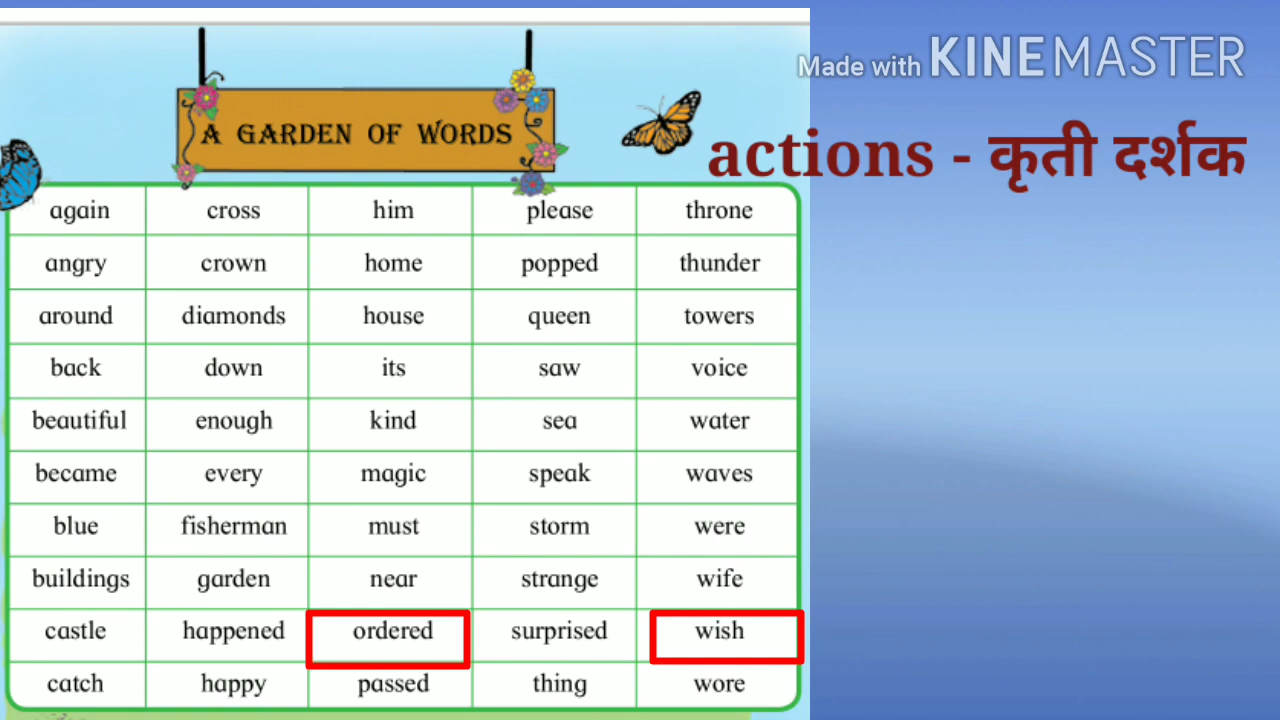 Made with KINEMASTER
A GARDEN OF WORDS
actions - कृती दर्शक
again cross him please throne
angry crown home popped thunder
around diamonds house queen towers
back down its saw voice
beautiful enough kind sea water
became every magic speak waves
blue fisherman must storm were
buildings garden near strange wife
castle happened ordered surprised wish
catch happy passed thing wore